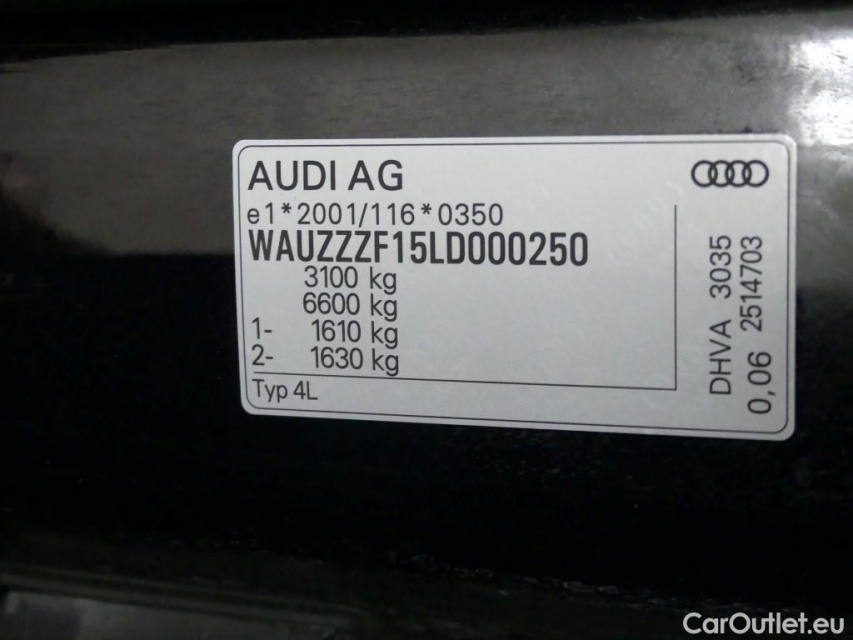 AUDI AG
e1*2001/116*0350
WAUZZZF15LD000250
3100 kg
6600 kg
1- 1610 kg
2- 1630 kg
Typ 4L
DHVA 3035
0,06 2514703
CarOutlet.eu